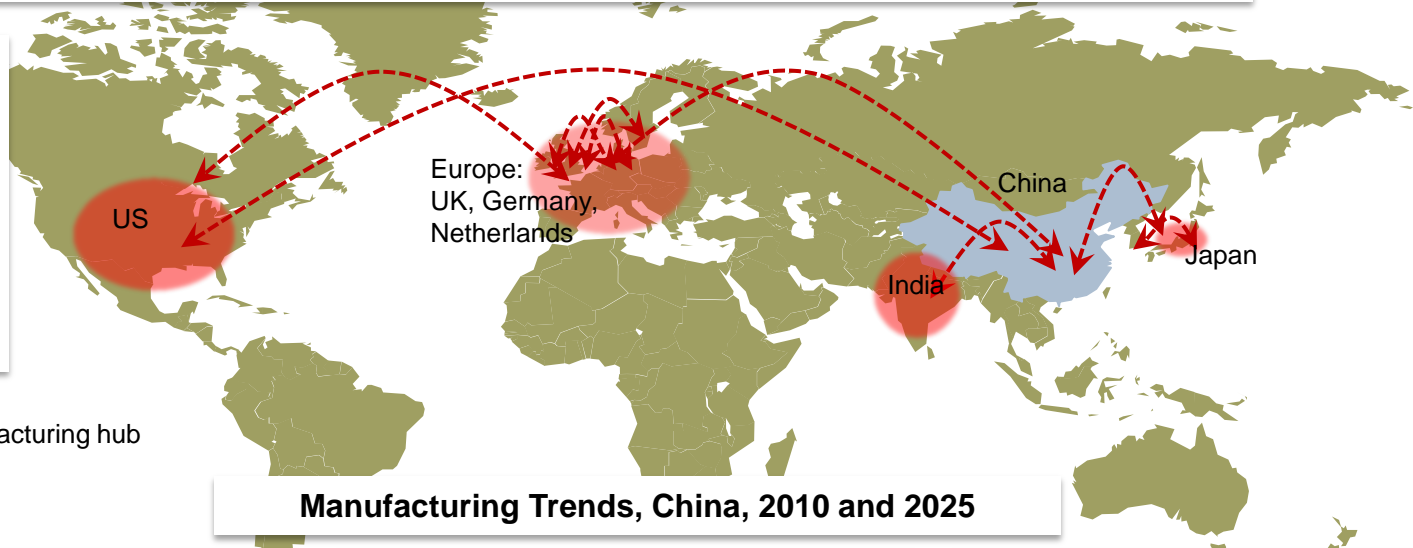 US
Europe:
UK, Germany,
Netherlands
China
India
Japan
acturing hub
Manufacturing Trends, China, 2010 and 2025